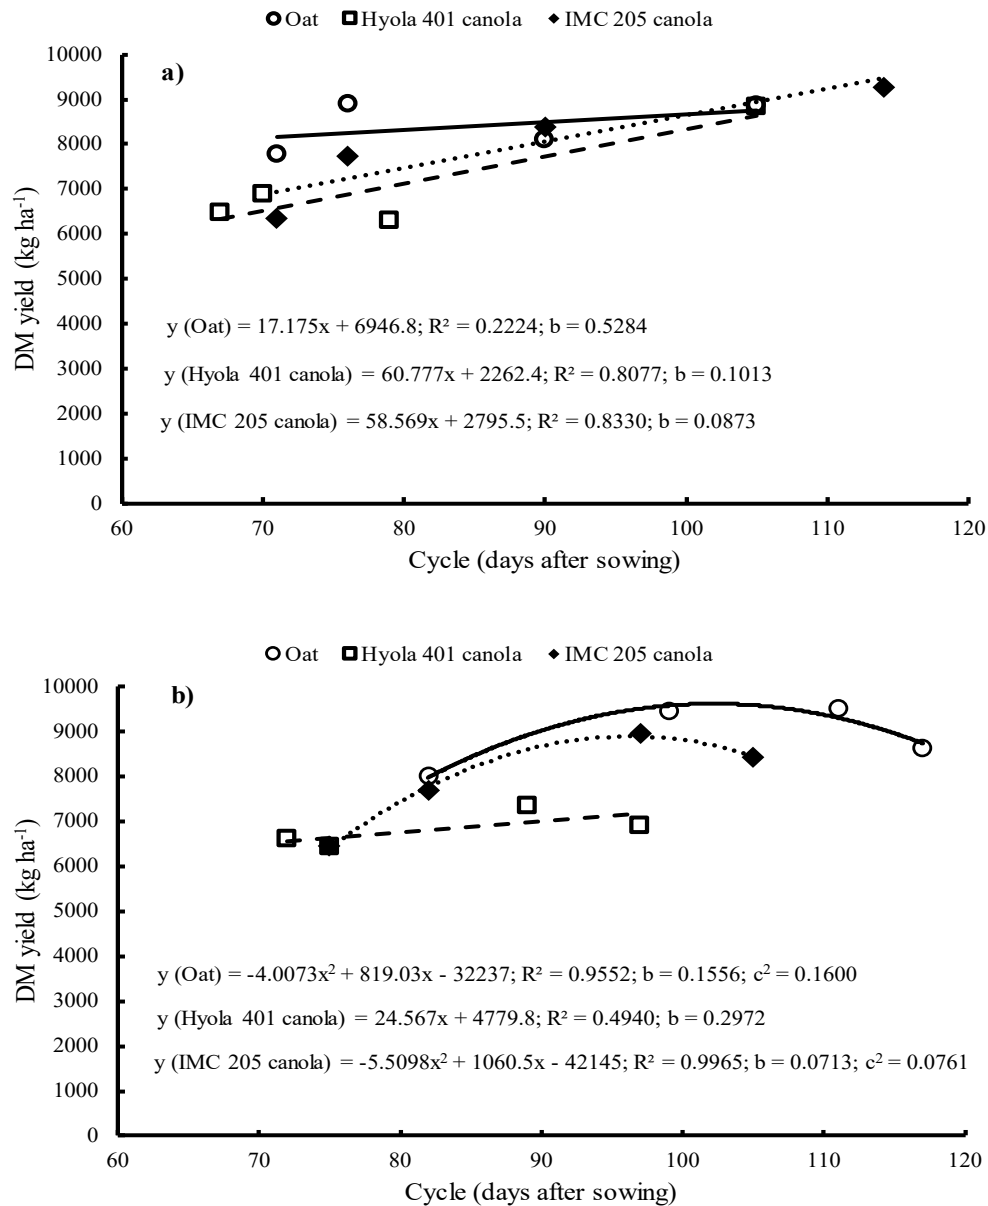 Oat Hyola 401 canola IMC 205 canola
a)
10000
9000
8000
7000
6000
5000
4000
3000
2000
1000
0
DM yield (kg ha⁻¹)
y (Oat) = 17.175x + 6946.8; R² = 0.2224; b = 0.5284
y (Hyola 401 canola) = 60.777x + 2262.4; R² = 0.8077; b = 0.1013
y (IMC 205 canola) = 58.569x + 2795.5; R² = 0.8330; b = 0.0873
60 70 80 90 100 110 120
Cycle (days after sowing)
Oat Hyola 401 canola IMC 205 canola
b)
10000
9000
8000
7000
6000
5000
4000
3000
2000
1000
0
DM yield (kg ha⁻¹)
y (Oat) = -4.0073x² + 819.03x - 32237; R² = 0.9552; b = 0.1556; c² = 0.1600
y (Hyola 401 canola) = 24.567x + 4779.8; R² = 0.4940; b = 0.2972
y (IMC 205 canola) = -5.5098x² + 1060.5x - 42145; R² = 0.9965; b = 0.0713; c² = 0.0761
60 70 80 90 100 110 120
Cycle (days after sowing)